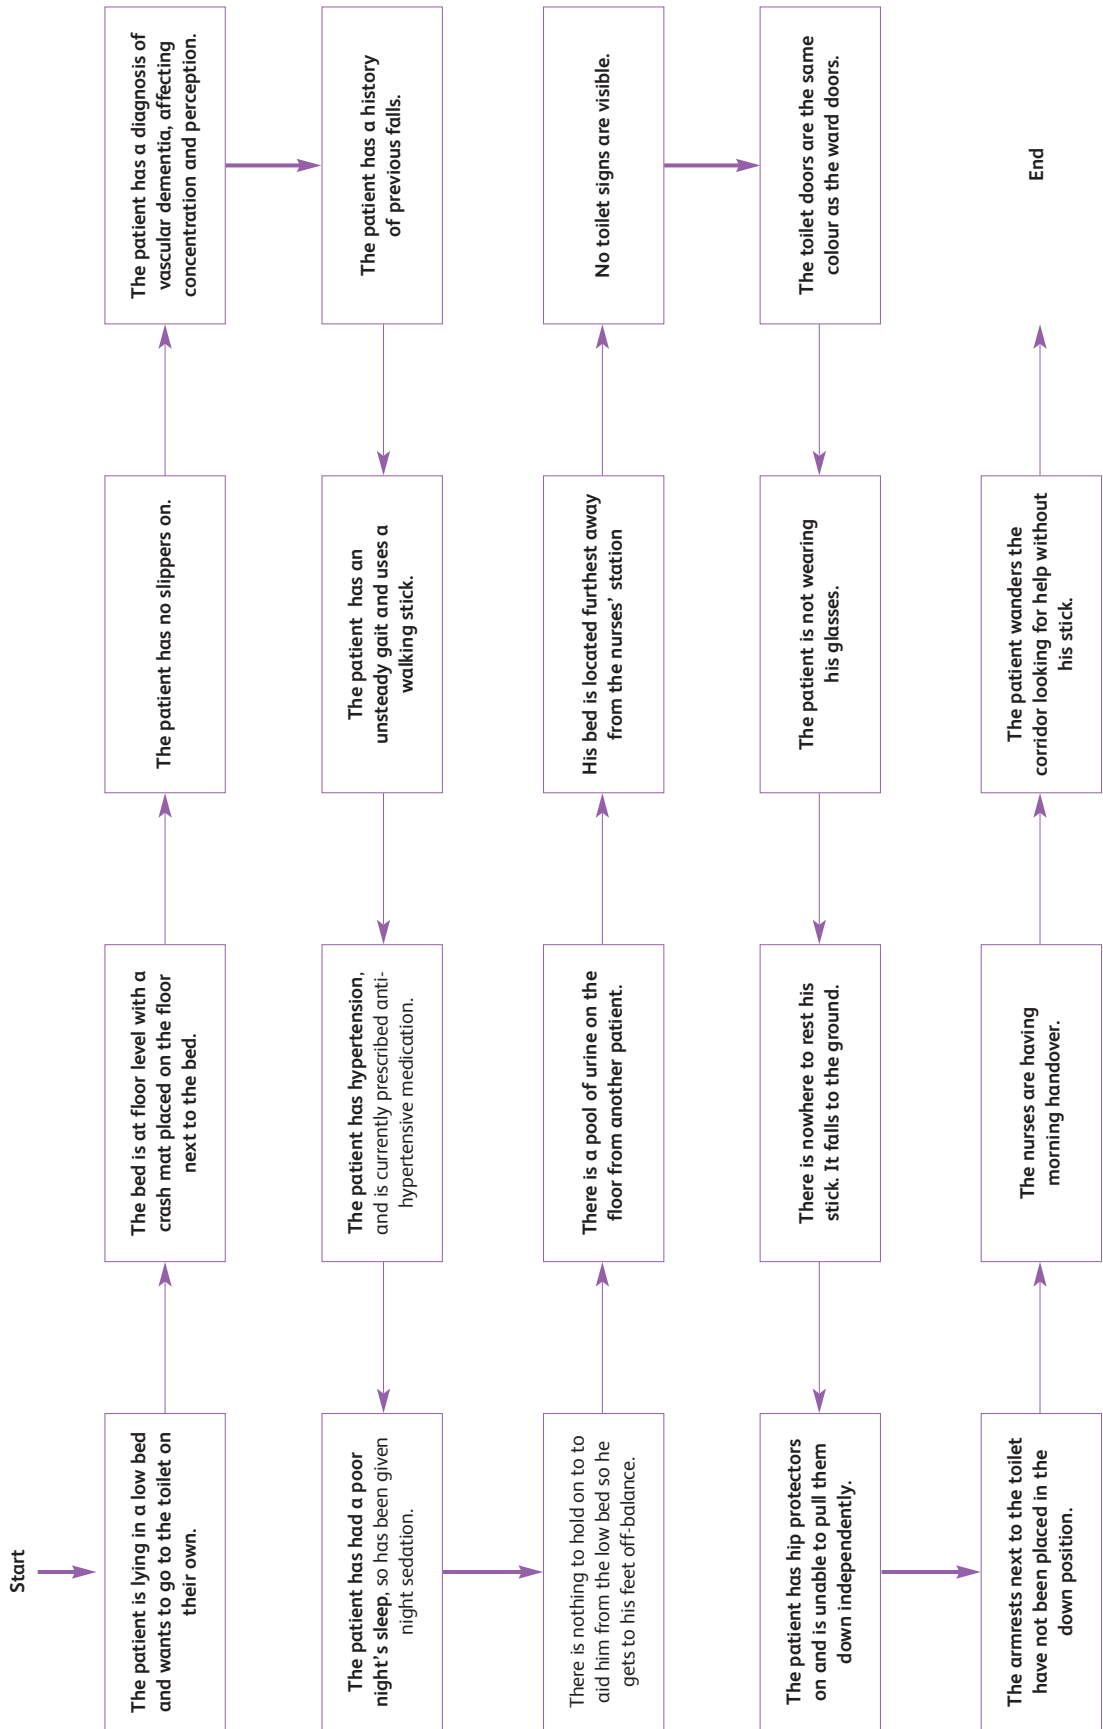 Start
The patient is lying in a low bed
and wants to go to the toilet on
their own.
The bed is at floor level with a
crash mat placed on the floor
next to the bed.
The patient has no slippers on.
The patient has a diagnosis of
vascular dementia, affecting
concentration and perception.
The patient has a history
of previous falls.
The patient has an
unsteady gait and uses a
walking stick.
The patient has hypertension,
and is currently prescribed anti-
hypertensive medication.
The patient has had a poor
night’s sleep, so has been given
night sedation.
There is nothing to hold on to to
aid him from the low bed so he
gets to his feet off-balance.
There is a pool of urine on the
floor from another patient.
His bed is located furthest away
from the nurses’ station
No toilet signs are visible.
The toilet doors are the same
colour as the ward doors.
The patient is not wearing
his glasses.
There is nowhere to rest his
stick. It falls to the ground.
The patient has hip protectors
on and is unable to pull them
down independently.
The armrests next to the toilet
have not been placed in the
down position.
The nurses are having
morning handover.
The patient wanders the
corridor looking for help without
his stick.
End